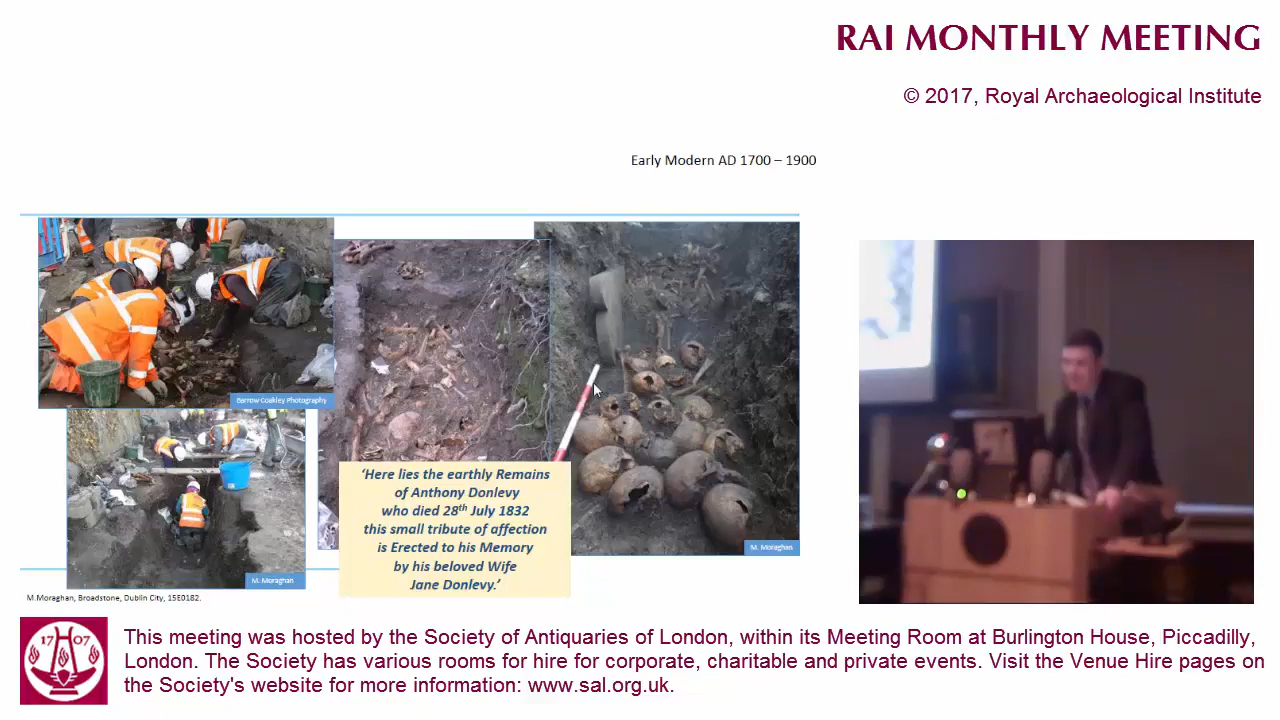 RAI MONTHLY MEETING
© 2017, Royal Archaeological Institute
Early Modern AD 1700 – 1900
Barrow Coakley Photography
M. Moraghan
M. Moraghan
‘Here lies the earthly Remains
of Anthony Donlevy
who died 28th July 1832
this small tribute of affection
is Erected to his Memory
by his beloved Wife
Jane Donlevy.’
M.Moraghan, Broadstone, Dublin City, 15E0182.
1707
This meeting was hosted by the Society of Antiquaries of London, within its Meeting Room at Burlington House, Piccadilly,
London. The Society has various rooms for hire for corporate, charitable and private events. Visit the Venue Hire pages on
the Society's website for more information: www.sal.org.uk.